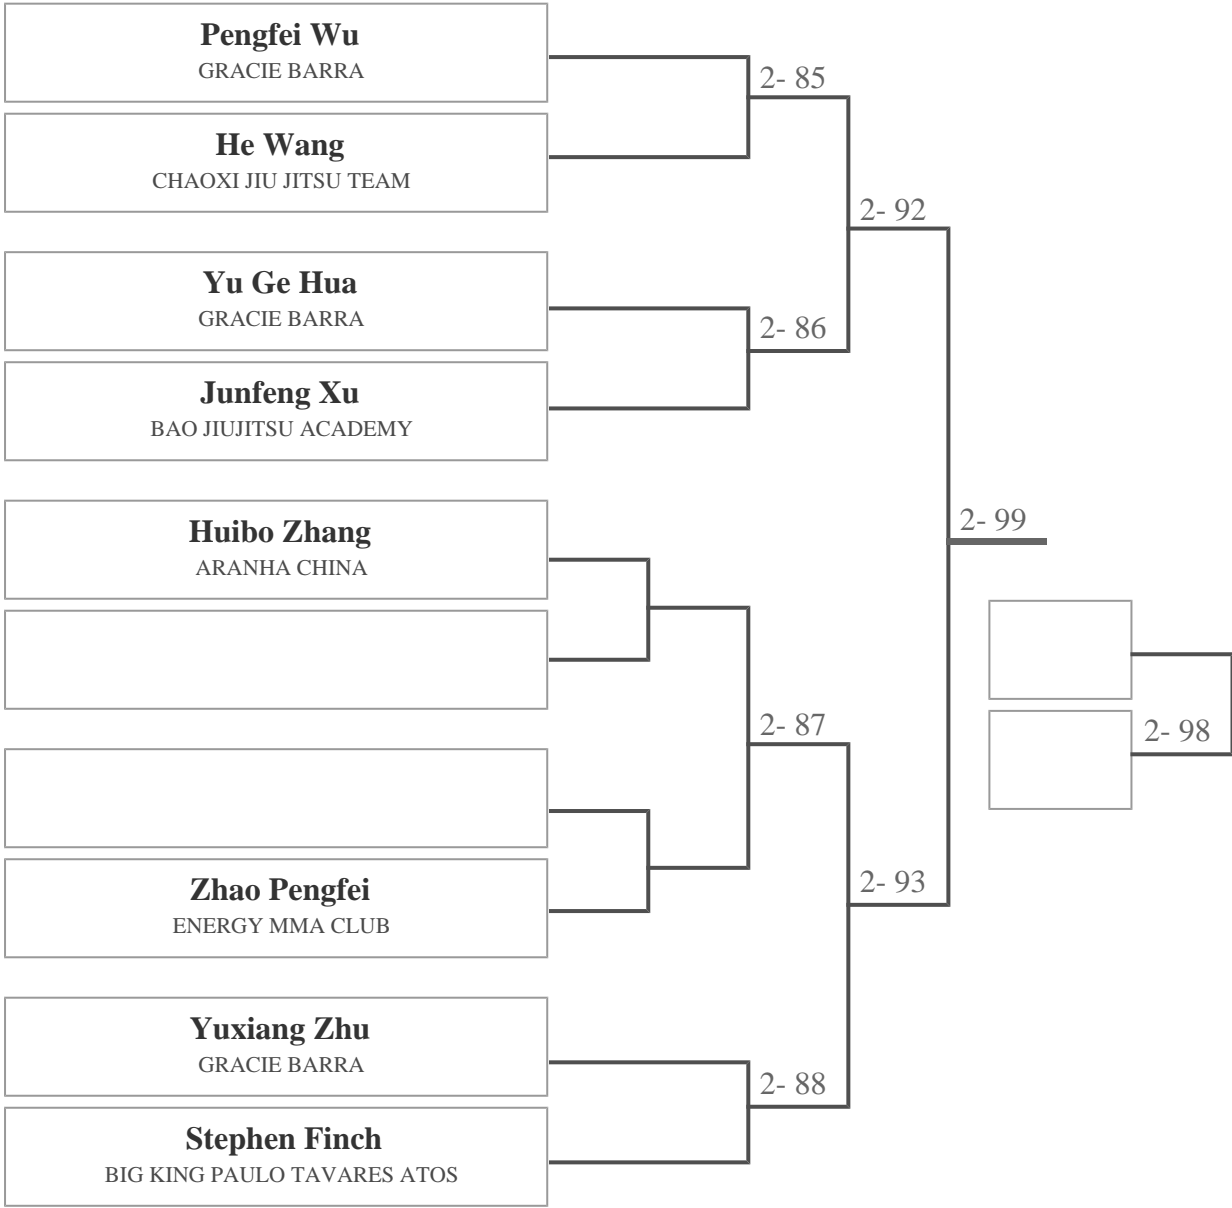 Pengfei Wu
GRACIE BARRA
2- 85
He Wang
CHAOXI JIU JITSU TEAM
2- 92
Yu Ge Hua
GRACIE BARRA
2- 86
Junfeng Xu
BAO JIUJITSU ACADEMY
Huibo Zhang
ARANHA CHINA
2- 99
2- 87
2- 98
Zhao Pengfei
ENERGY MMA CLUB
2- 93
Yuxiang Zhu
GRACIE BARRA
2- 88
Stephen Finch
BIG KING PAULO TAVARES ATOS